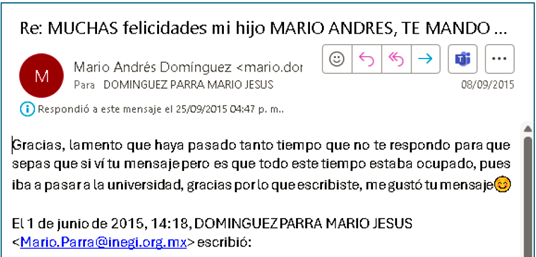 Re: MUCHAS felicidades mi hijo MARIO ANDRES, TE MANDO ...
M
Mario Andrés Domínguez <mario.dor
Para DOMINGUEZ PARRA MARIO JESUS
08/09/2015
Respondió a este mensaje el 25/09/2015 04:47 p. m..
Gracias, lamento que haya pasado tanto tiempo que no te respondo para que
sepas que si ví tu mensaje pero es que todo este tiempo estaba ocupado, pues
iba a pasar a la universidad, gracias por lo que escribiste, me gustó tu mensaje😊
El 1 de junio de 2015, 14:18, DOMINGUEZ PARRA MARIO JESUS
<Mario.Parra@inegi.org.mx> escribió: